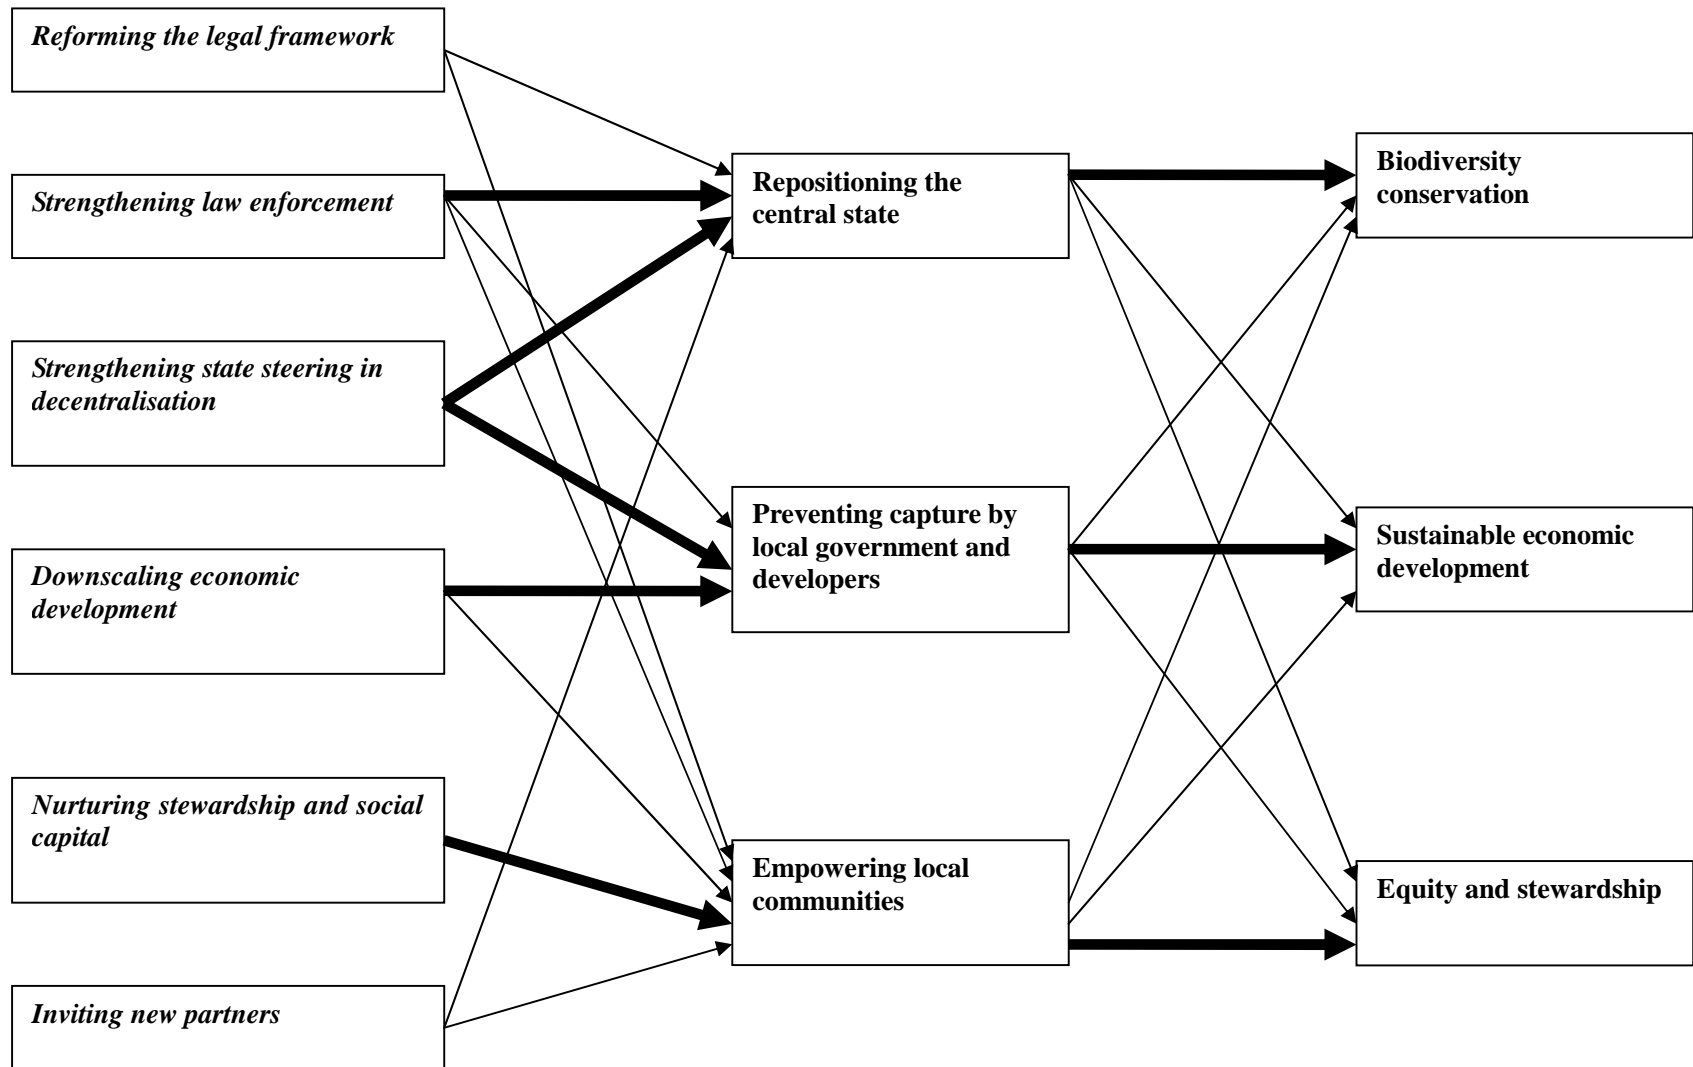 Reforming the legal framework
Strengthening law enforcement
Strengthening state steering in
decentralisation
Downscaling economic
development
Nurturing stewardship and social
capital
Inviting new partners
Repositioning the
central state
Preventing capture by
local government and
developers
Empowering local
communities
Biodiversity
conservation
Sustainable economic
development
Equity and stewardship